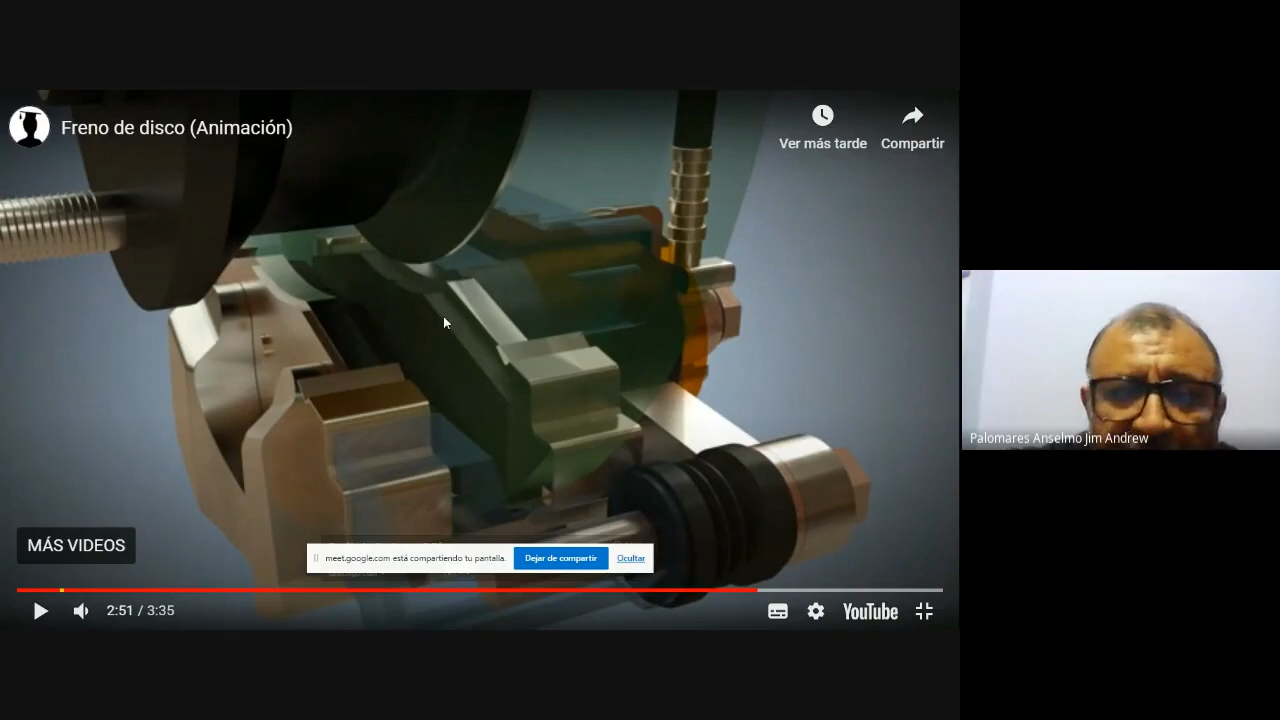 Freno de disco (Animación)
Ver más tarde
Compartir
Palomares Anselmo Jim Andrew
MÁS VIDEOS
meet.google.com está compartiendo tu pantalla.
Dejar de compartir
Ocultar
2:51 / 3:35
YouTube